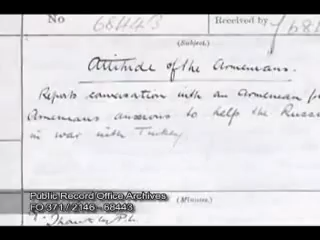 No 68443
Received by
(Subject.)
Attitude of the Armenians.
Reports conversation with an Armenian
Armenians anxious to help the Russia
in war with Turkey
(Minutes.)
Public Record Office Archives
FO 371 / 2146 - 68443